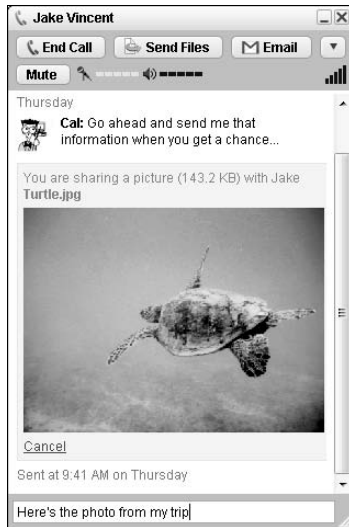 Jake Vincent
End Call Send Files Email
Mute
Thursday
Cal: Go ahead and send me that
information when you get a chance...
You are sharing a picture (143.2 KB) with Jake
Turtle.jpg
Cancel
Sent at 9:41 AM on Thursday
Here's the photo from my trip